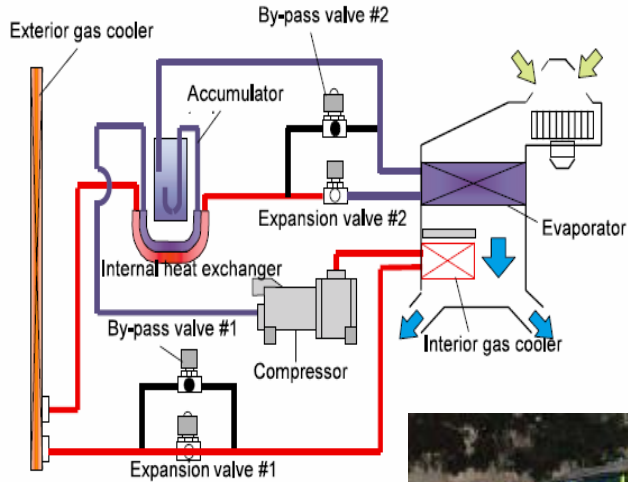 By-pass valve #2
Exterior gas cooler
Accumulator
Expansion valve #2
Evaporator
Internal heat exchanger
By-pass valve #1
Compressor
Interior gas cooler
Expansion valve #1